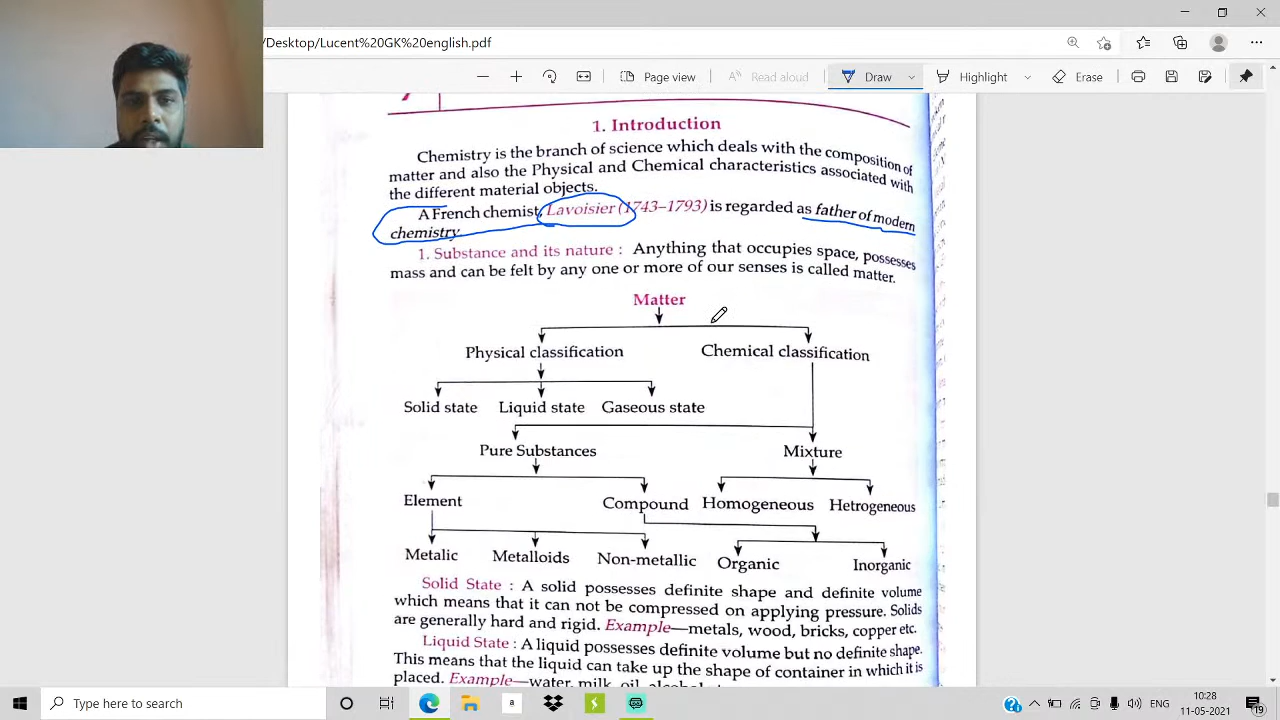 /Desktop/Lucent%20GK%20english.pdf
Page view
Read aloud
Draw
Highlight
Erase
1. Introduction
Chemistry is the branch of science which deals with the composition of
matter and also the Physical and Chemical characteristics associated with
the different material objects.
A French chemist, Lavoisier (1743–1793) is regarded as father of modern
chemistry.
1. Substance and its nature : Anything that occupies space, possesses
mass and can be felt by any one or more of our senses is called matter.
Matter
Physical classification
Chemical classification
Solid state
Liquid state
Gaseous state
Pure Substances
Mixture
Element
Compound
Homogeneous
Hetrogeneous
Metalic
Metalloids
Non-metallic
Organic
Inorganic
Solid State : A solid possesses definite shape and definite volume
which means that it can not be compressed on applying pressure. Solids
are generally hard and rigid. Example—metals, wood, bricks, copper etc.
Liquid State : A liquid possesses definite volume but no definite shape.
This means that the liquid can take up the shape of container in which it is
placed. Example—water, milk, oil,
Type here to search
a
S
ENG
10:28
11-05-2021
19